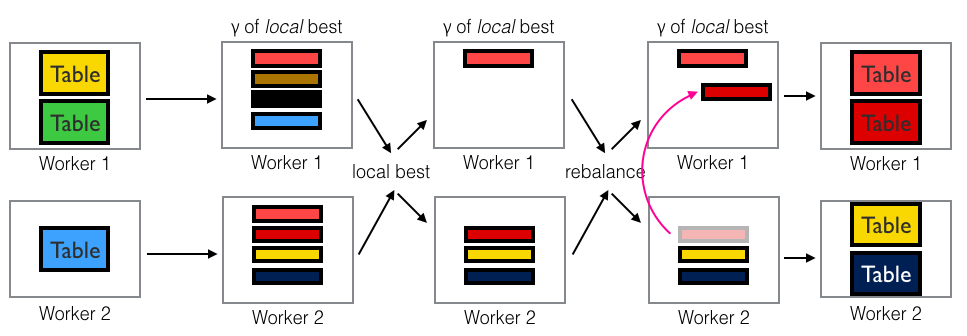 γ of local best
γ of local best
γ of local best
Table
Table
Table
Table
Worker 1
Worker 1
Worker 1
Worker 1
Worker 1
local best
rebalance
Table
Table
Table
Worker 2
Worker 2
Worker 2
Worker 2
Worker 2